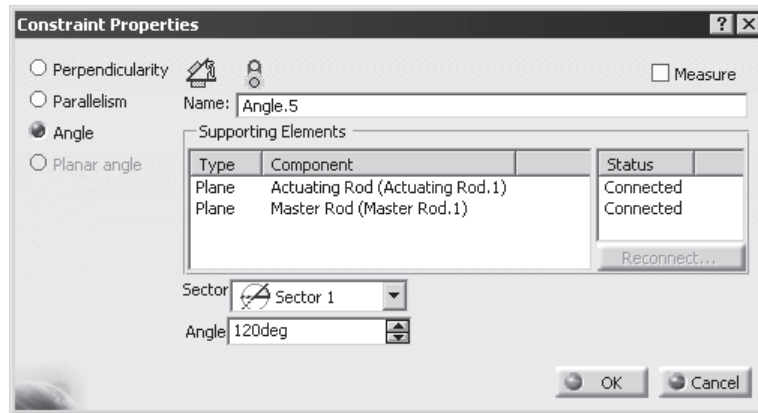 Constraint Properties
? X
Perpendicularity
Measure
Parallelism
Name: Angle.5
Angle
Supporting Elements
Planar angle
Type Component Status
Plane Actuating Rod (Actuating Rod.1) Connected
Plane Master Rod (Master Rod.1) Connected
Reconnect...
Sector Sector 1
Angle 120deg
OK Cancel